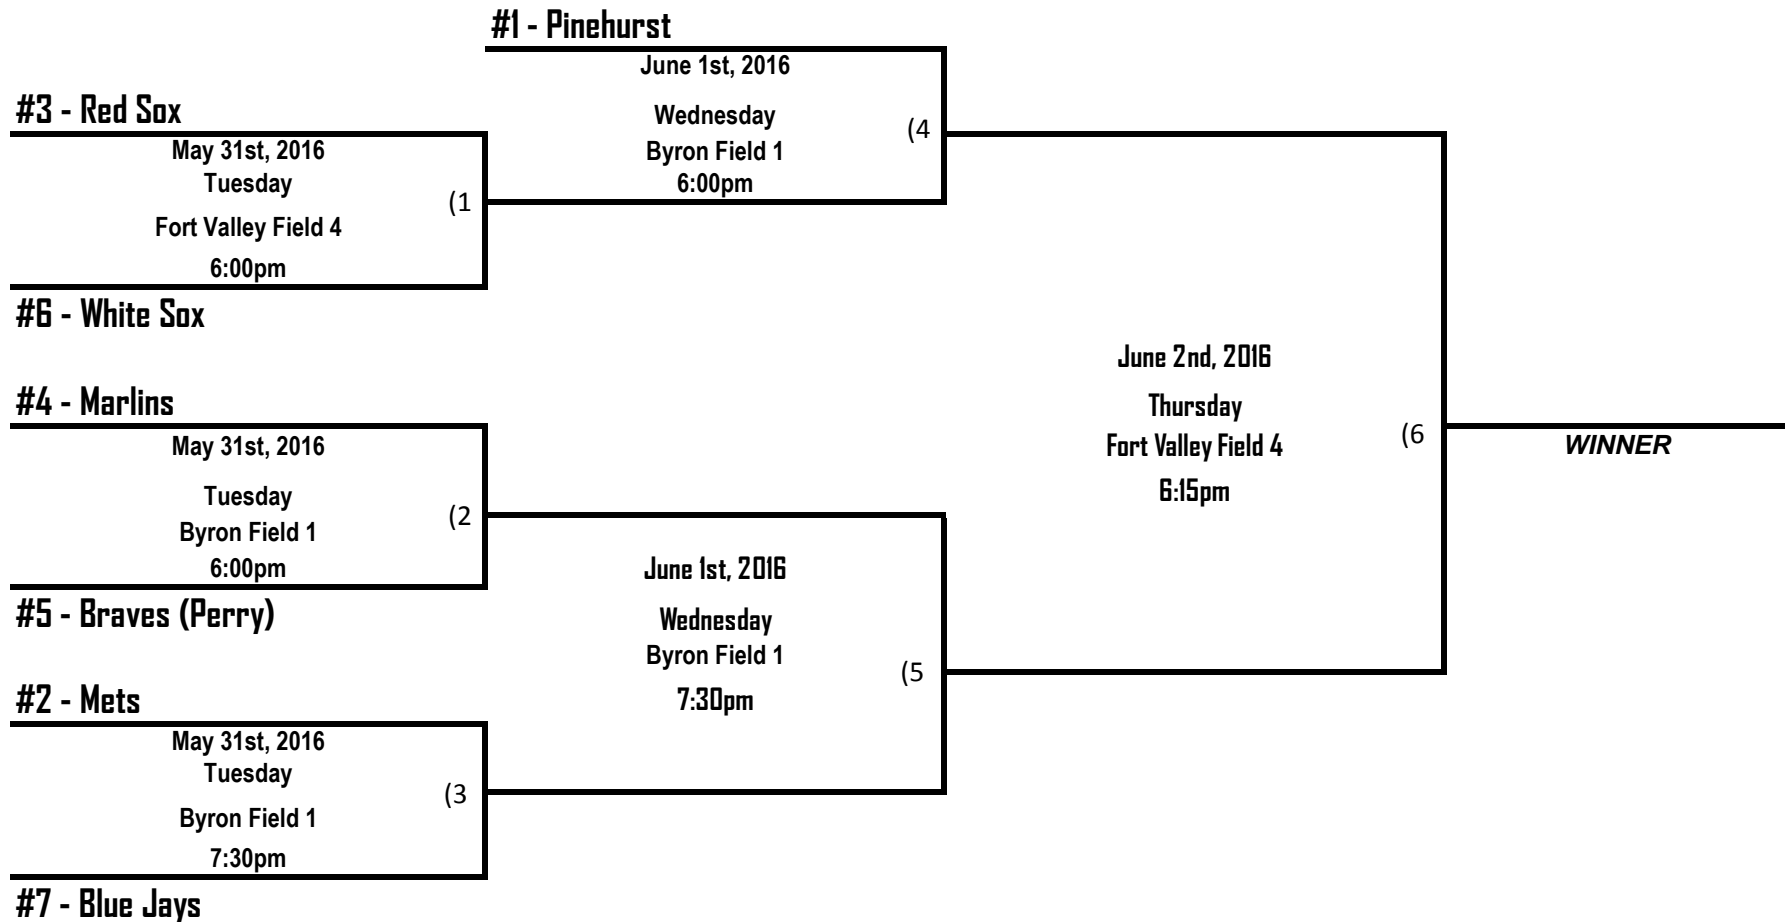 #1 - Pinehurst
June 1st, 2016
Wednesday
Byron Field 1
6:00pm
(4
#3 - Red Sox
May 31st, 2016
Tuesday
Fort Valley Field 4
6:00pm
(1
#6 - White Sox
#4 - Marlins
May 31st, 2016
Tuesday
Byron Field 1
6:00pm
(2
#5 - Braves (Perry)
June 1st, 2016
Wednesday
Byron Field 1
7:30pm
(5
#2 - Mets
May 31st, 2016
Tuesday
Byron Field 1
7:30pm
(3
#7 - Blue Jays
June 2nd, 2016
Thursday
Fort Valley Field 4
6:15pm
(6
WINNER